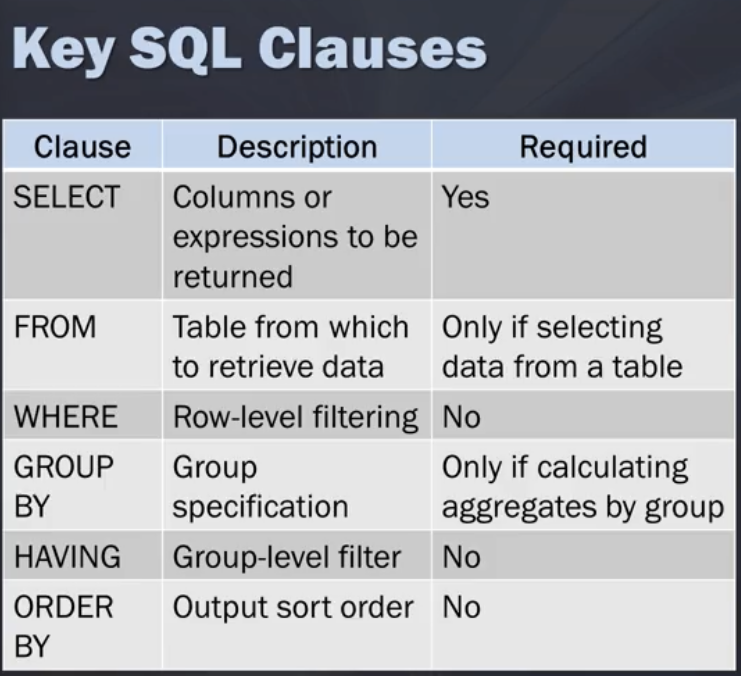 Key SQL Clauses
Clause Description Required
SELECT Columns or Yes
expressions to be
returned
FROM Table from which Only if selecting
to retrieve data data from a table
WHERE Row-level filtering No
GROUP Group Only if calculating
BY specification aggregates by group
HAVING Group-level filter No
ORDER Output sort order No
BY